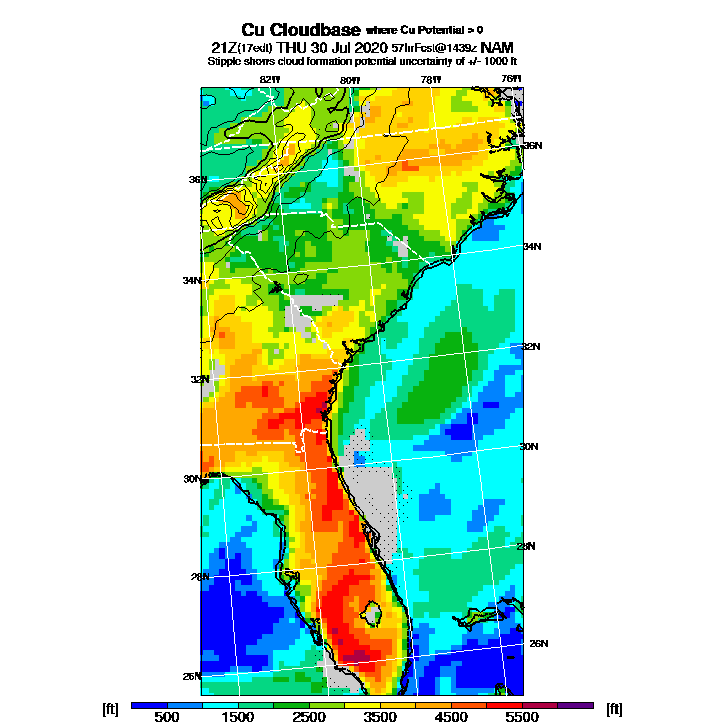 Cu Cloudbase where Cu Potential > 0
21Z(17edt) THU 30 Jul 2020 57hrFcst@1439z NAM
Stipple shows cloud formation potential uncertainty of +/- 1000 ft
82W 80W 78W 76W
36N
36N
34N
34N
32N
32N
30N
30N
28N
28N
26N
26N
[ft] 500 1500 2500 3500 4500 5500 [ft]